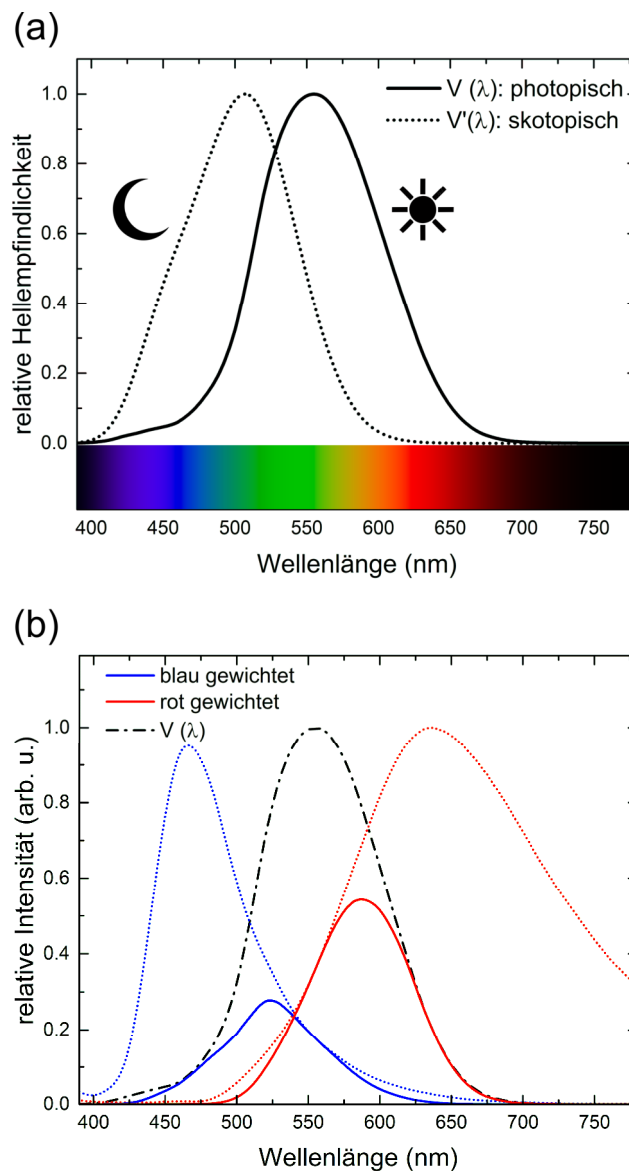 (a)
V (λ): photopisch
V'(λ): skotopisch
relative Hellempfindlichkeit
1.0
0.8
0.6
0.4
0.2
0.0
400 450 500 550 600 650 700 750
Wellenlänge (nm)
(b)
blau gewichtet
rot gewichtet
V (λ)
relative Intensität (arb. u.)
1.0
0.8
0.6
0.4
0.2
0.0
400 450 500 550 600 650 700 750
Wellenlänge (nm)